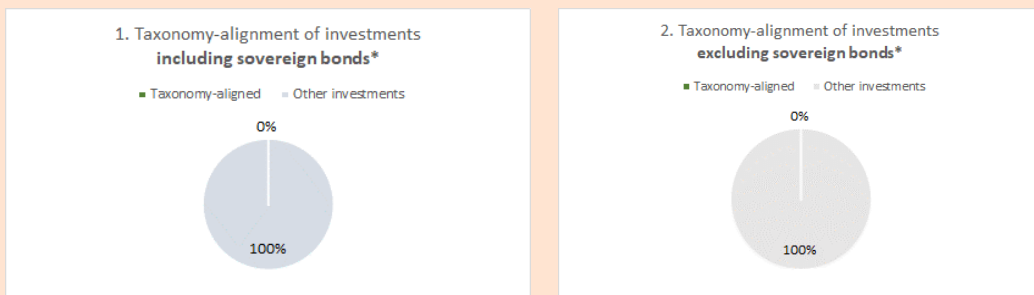 1. Taxonomy-alignment of investments
including sovereign bonds*
Taxonomy-aligned Other investments
0%
100%
2. Taxonomy-alignment of investments
excluding sovereign bonds*
Taxonomy-aligned Other investments
0%
100%